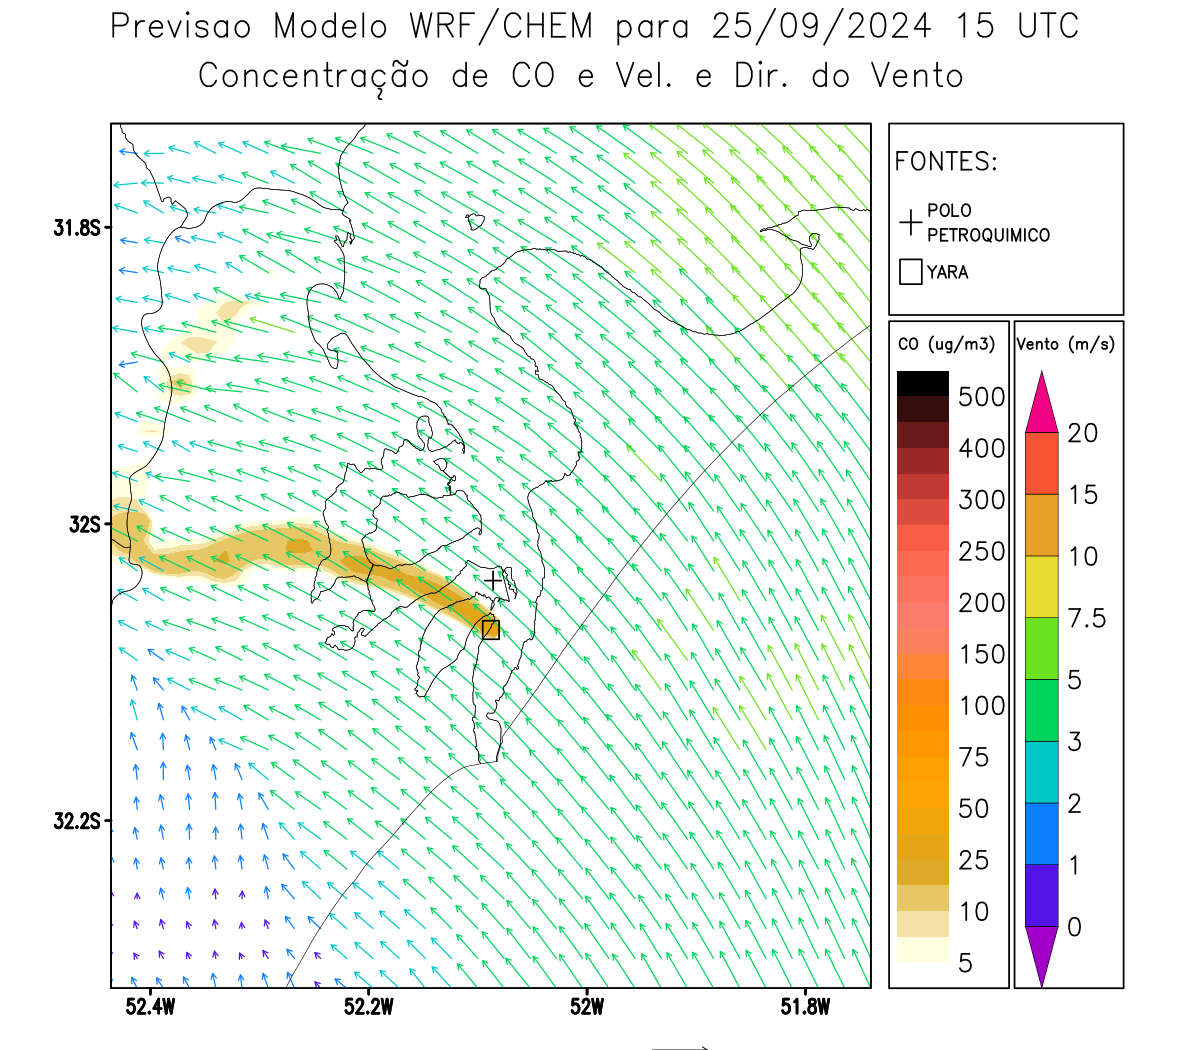 Previsao Modelo WRF/CHEM para 25/09/2024 15 UTC
Concentração de CO e Vel. e Dir. do Vento
FONTES:
POLO
PETROQUIMICO
YARA
CO (ug/m3)
500
400
300
250
200
150
100
75
50
25
10
5
Vento (m/s)
20
15
10
7.5
5
3
2
1
0
31.8S
32S
32.2S
52.4W
52.2W
52W
51.8W